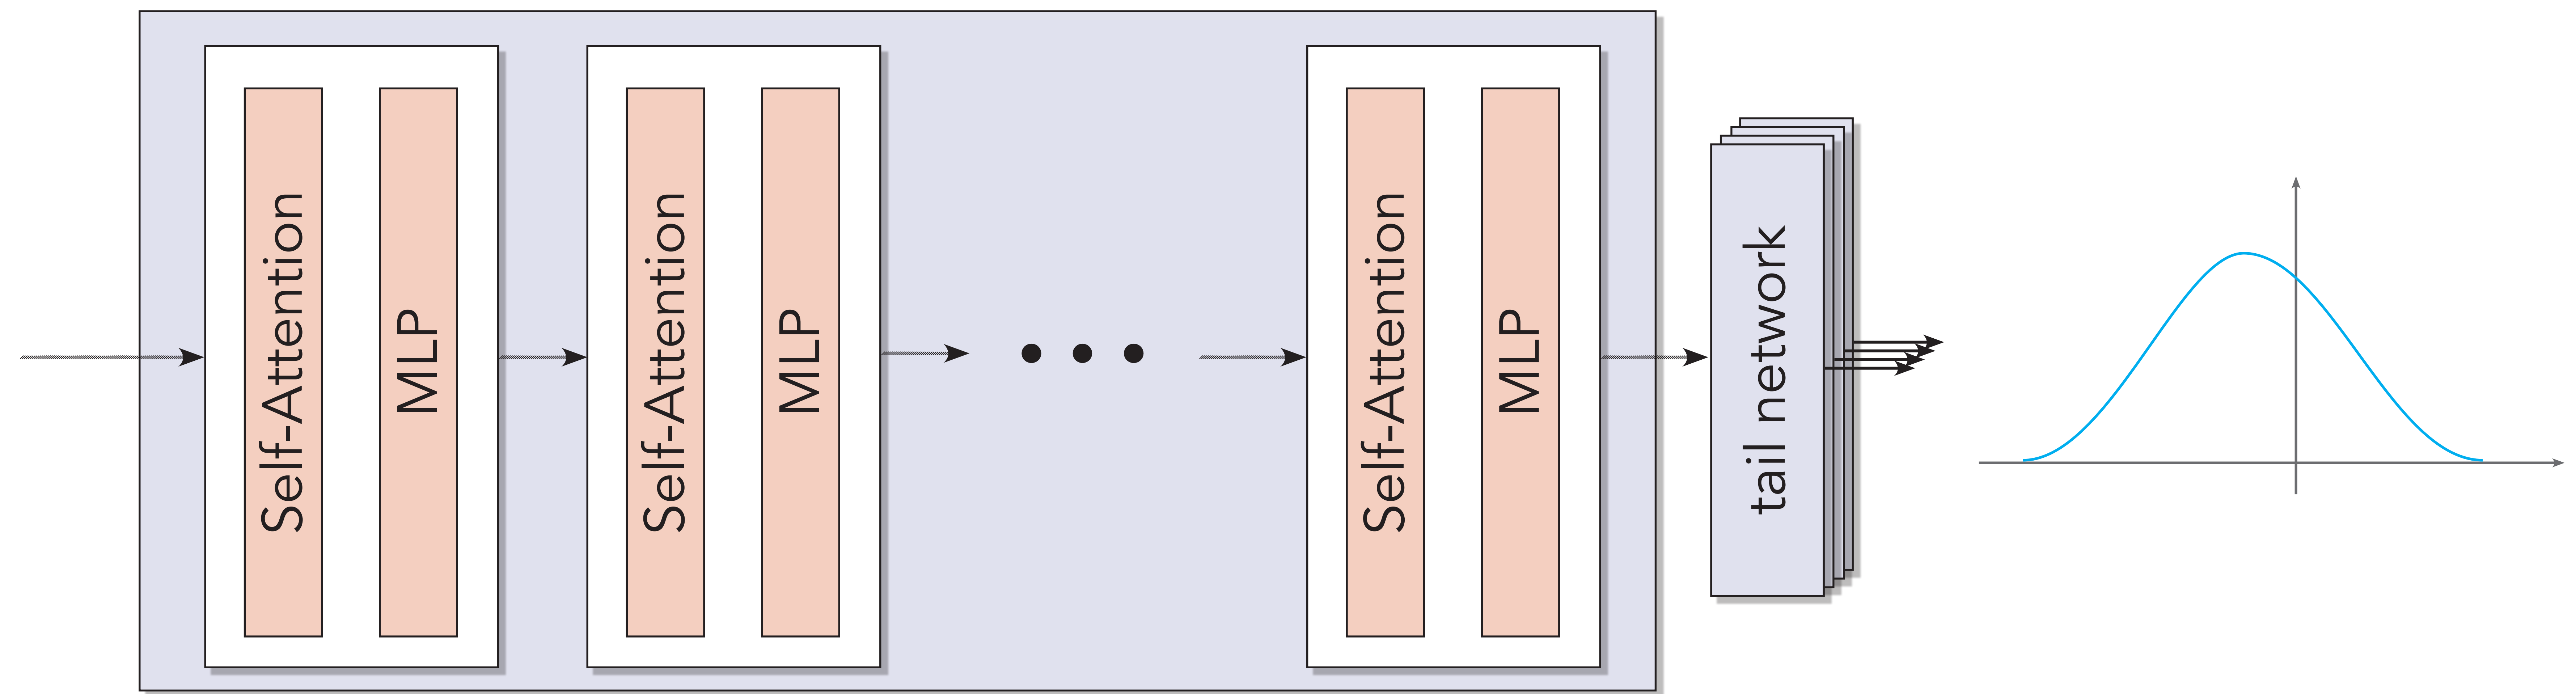 Self-Attention
MLP
Self-Attention
MLP
Self-Attention
MLP
tail network